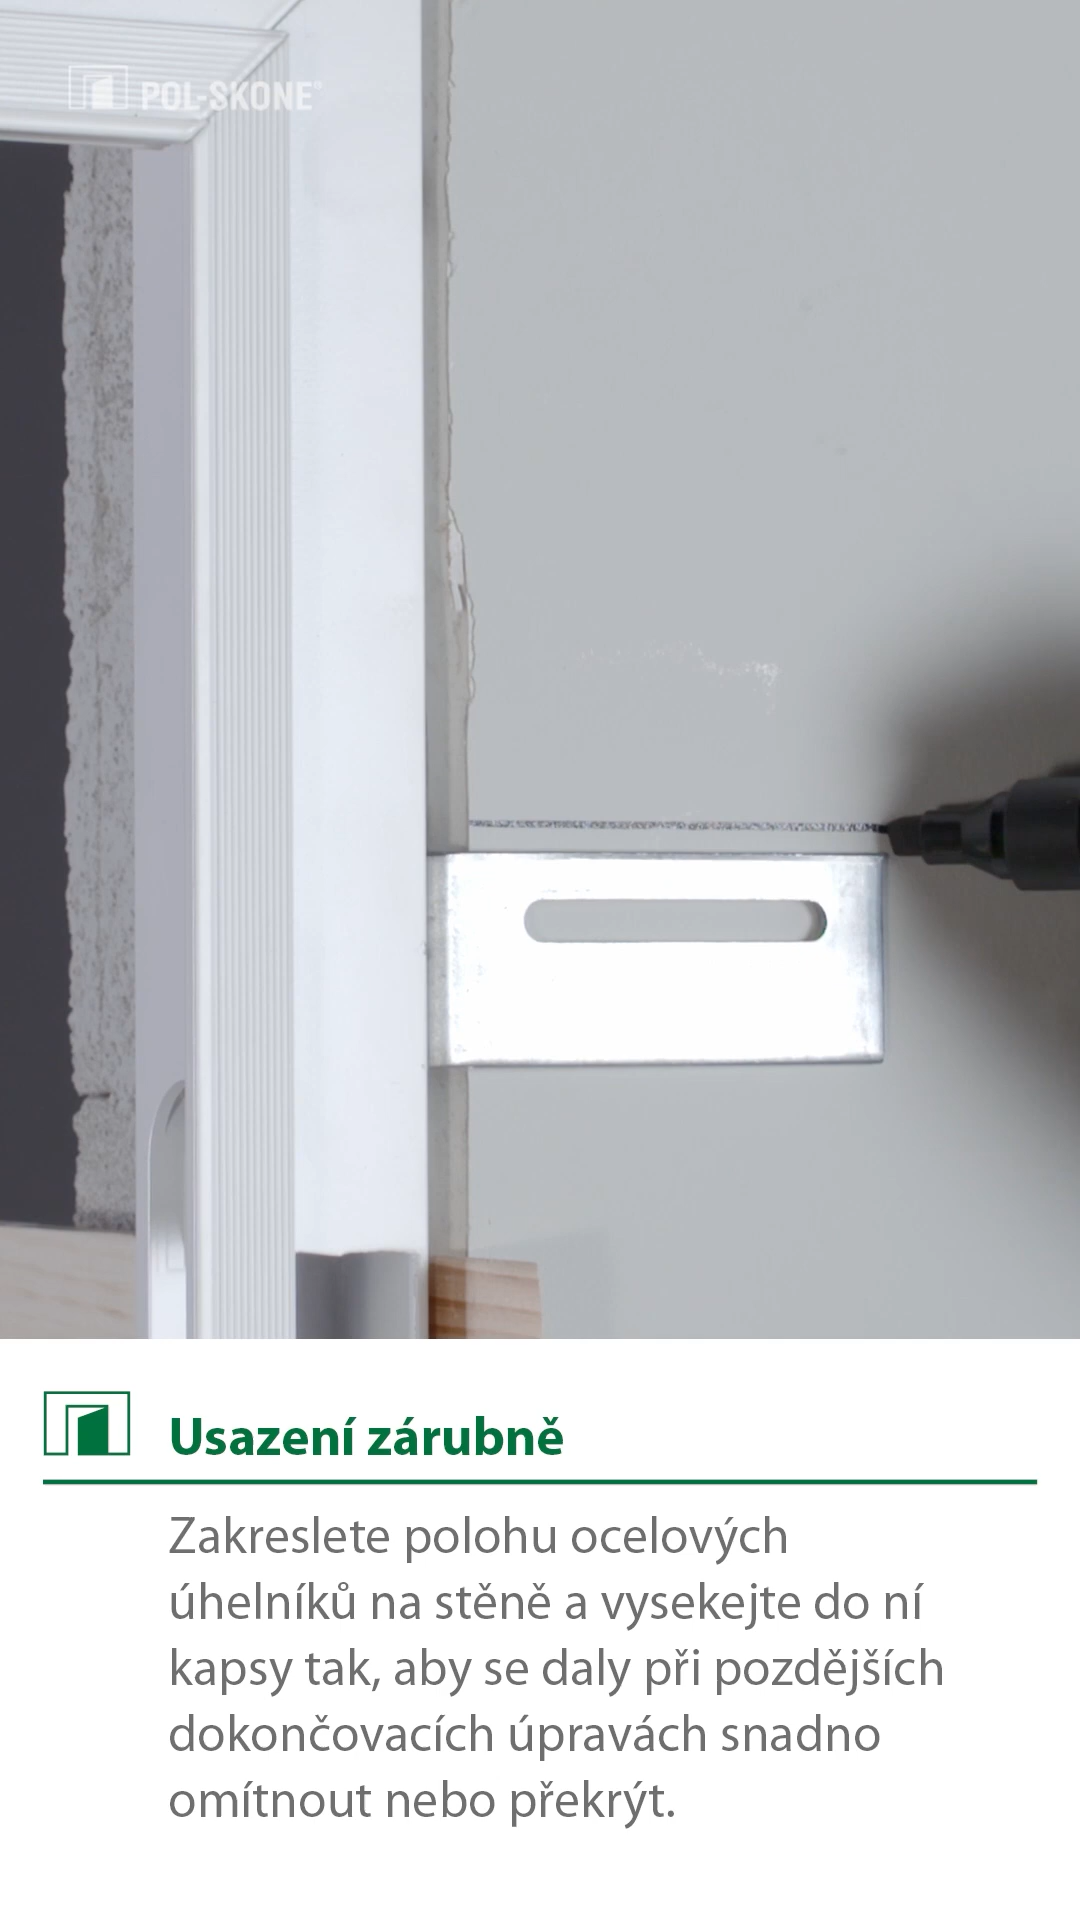 POL-SKONE®
Usazení zárubně
Zakreslete polohu ocelových
úhelníků na stěně a vysekejte do ní
kapsy tak, aby se daly při pozdějších
dokončovacích úpravách snadno
omítnout nebo překrýt.